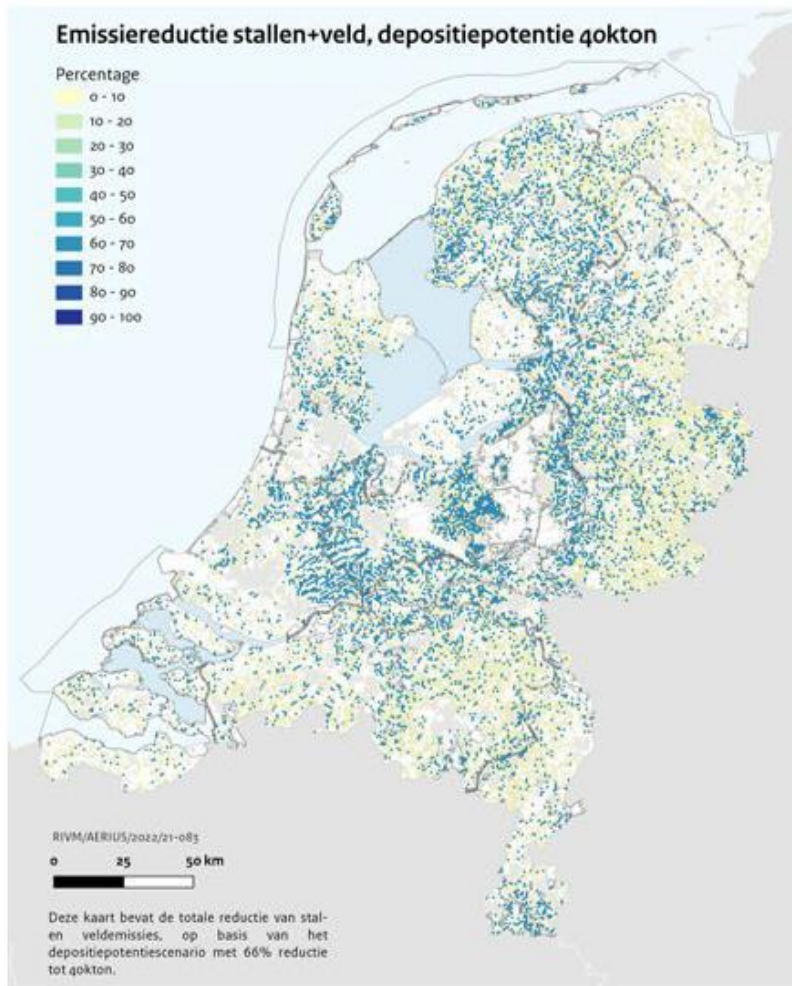 Emissiereductie stallen+veld, depositiepotentie 40kton
Percentage
0 - 10
10 - 20
20 - 30
30 - 40
40 - 50
50 - 60
60 - 70
70 - 80
80 - 90
90 - 100
RIVM/AERIUS/2022/21-083
0 25 50 km
Deze kaart bevat de totale reductie van stal-
en veldemissies, op basis van het
depositiepotentiescenario met 66% reductie
tot 40kton.